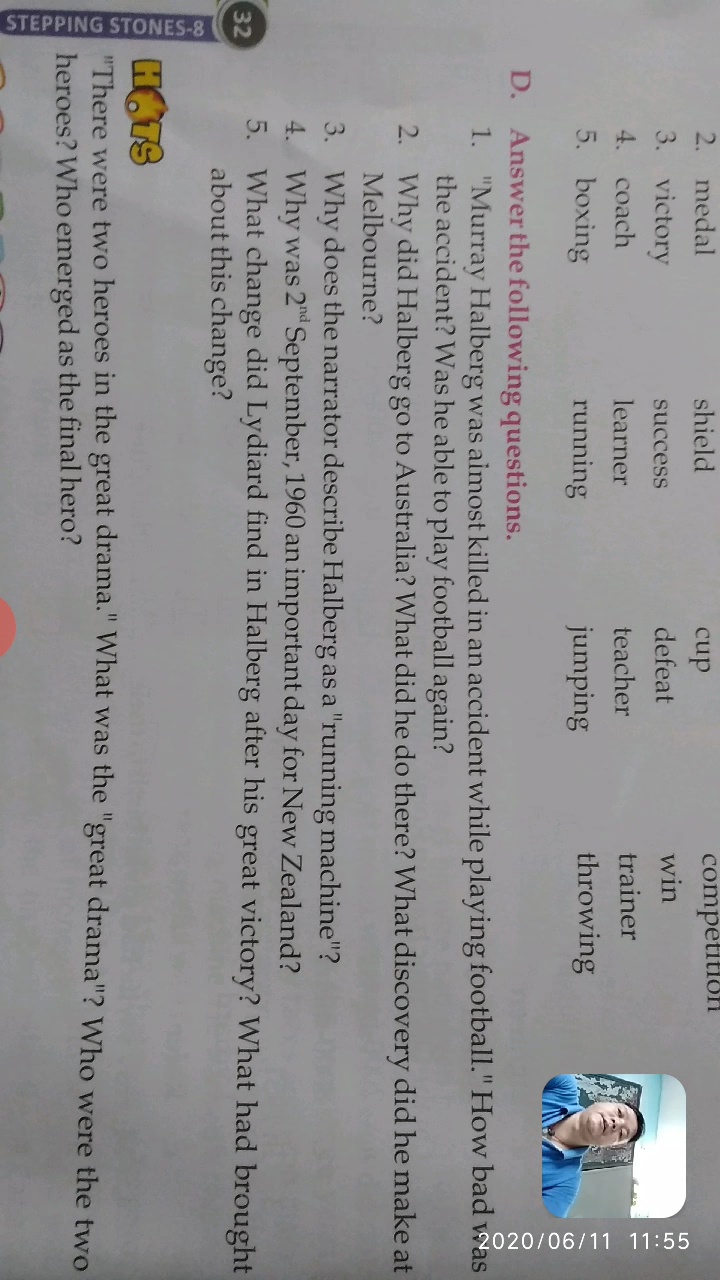 2. medal shield cup competition
3. victory success defeat win
4. coach learner teacher trainer
5. boxing running jumping throwing
D. Answer the following questions.
1. "Murray Halberg was almost killed in an accident while playing football." How bad was
the accident? Was he able to play football again?
2. Why did Halberg go to Australia? What did he do there? What discovery did he make at
Melbourne?
3. Why does the narrator describe Halberg as a "running machine"?
4. Why was 2nd September, 1960 an important day for New Zealand?
5. What change did Lydiard find in Halberg after his great victory? What had brought
about this change?
HOTS
"There were two heroes in the great drama." What was the "great drama"? Who were the two
heroes? Who emerged as the final hero?
32
STEPPING STONES-8
2020/06/11 11:55